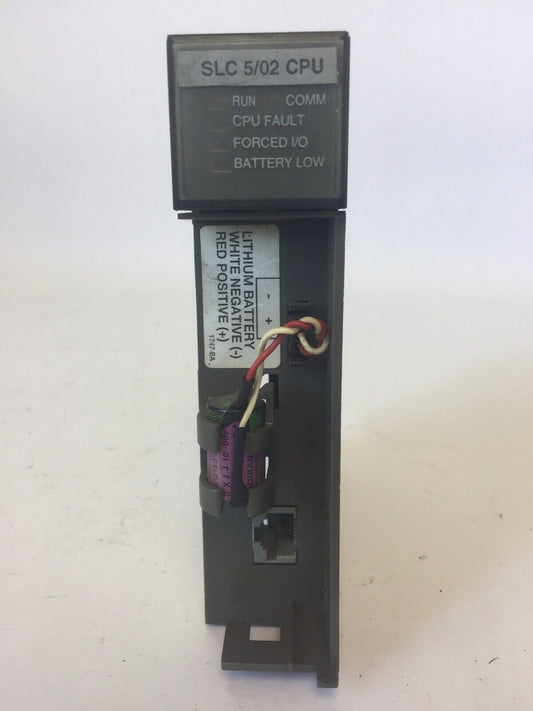 SLC 5/02 CPU
RUN COMM
CPU FAULT
FORCED I/O
BATTERY LOW
LITHIUM BATTERY
WHITE NEGATIVE (-)
RED POSITIVE (+)
1747-BA
- +